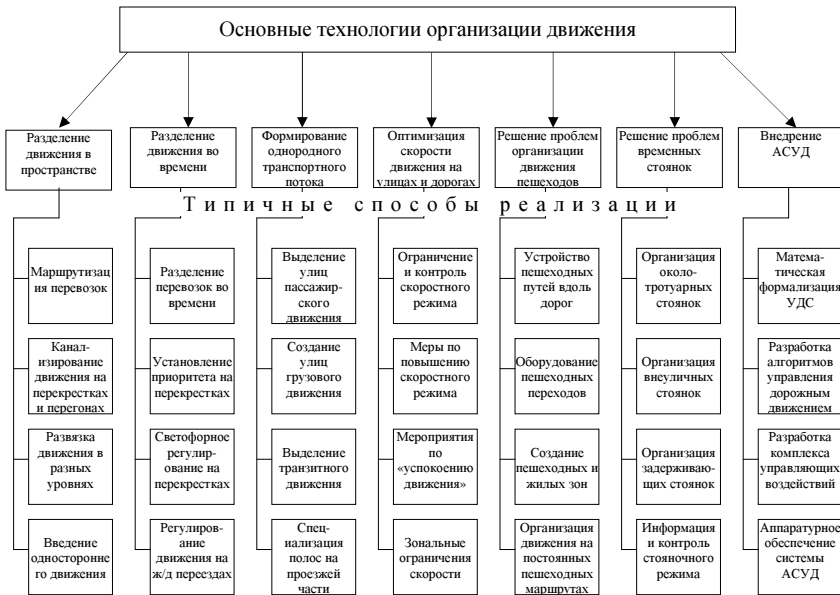 Основные технологии организации движения
Разделение
движения в
пространстве
Разделение
движения во
времени
Формирование
однородного
транспортного
потока
Оптимизация
скорости
движения на
улицах и дорогах
Решение проблем
организации
движения
пешеходов
Решение проблем
временных
стоянок
Внедрение
АСУД
Типичные способы реализации
Маршрутизац
ия перевозок
Канал-
изирование
движения на
перекрестках
и перегонах
Развязка
движения в
разных
уровнях
Введение
односторонне
го движения
Разделение
перевозок во
времени
Установление
приоритета на
перекрестках
Светофорное
регулир-
ование на
перекрестках
Регулиров-
ание
движения на
ж/д переездах
Выделение
улиц
пассажир-
ского
движения
Создание
улиц
грузового
движения
Выделение
транзитного
движения
Спец-
иализация
полос на
проезжей
части
Ограничение
и контроль
скоростного
режима
Меры по
повышению
скоростного
режима
Мероприятия
по
«успокоению
движения»
Зональные
ограничения
скорости
Устройство
пешеходных
путей вдоль
дорог
Оборудование
пешеходных
переходов
Создание
пешеходных и
жилых зон
Организация
движения на
постоянных
пешеходных
маршрутах
Организация
около-
тротуарных
стоянок
Организация
внеуличных
стоянок
Организация
задерживаю-
щих стоянок
Информация
и контроль
стояночного
режима
Матема-
тическая
формализация
УДС
Разработка
алгоритмов
управления
дорожным
движением
Разработка
комплекса
управляющих
воздействий
Аппаратурное
обеспечение
системы
АСУД